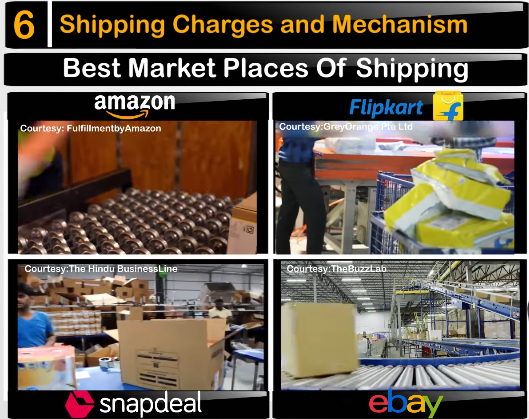 6 Shipping Charges and Mechanism
Best Market Places Of Shipping
amazon
Flipkart
Courtesy: FulfillmentbyAmazon
Courtesy:GreyOrange Pte Ltd
Courtesy:The Hindu BusinessLine
Courtesy:TheBuzzLab
snapdeal
ebay